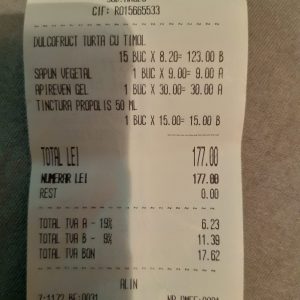 CIF: RO15665533
DULCOFRUCT TURTA CU TIMOL
15 BUC X 8.20= 123.00 B
SAPUN VEGETAL 1 BUC X 9.00= 9.00 A
APIREVEN GEL 1 BUC X 30.00= 30.00 A
TINCTURA PROPOLIS 50 ML
1 BUC X 15.00= 15.00 B
TOTAL LEI 177.00
NUMERAR LEI 177.00
REST 0.00
TOTAL TVA A - 19% 6.23
TOTAL TVA B - 9% 11.39
TOTAL TVA BON 17.62
ALIN